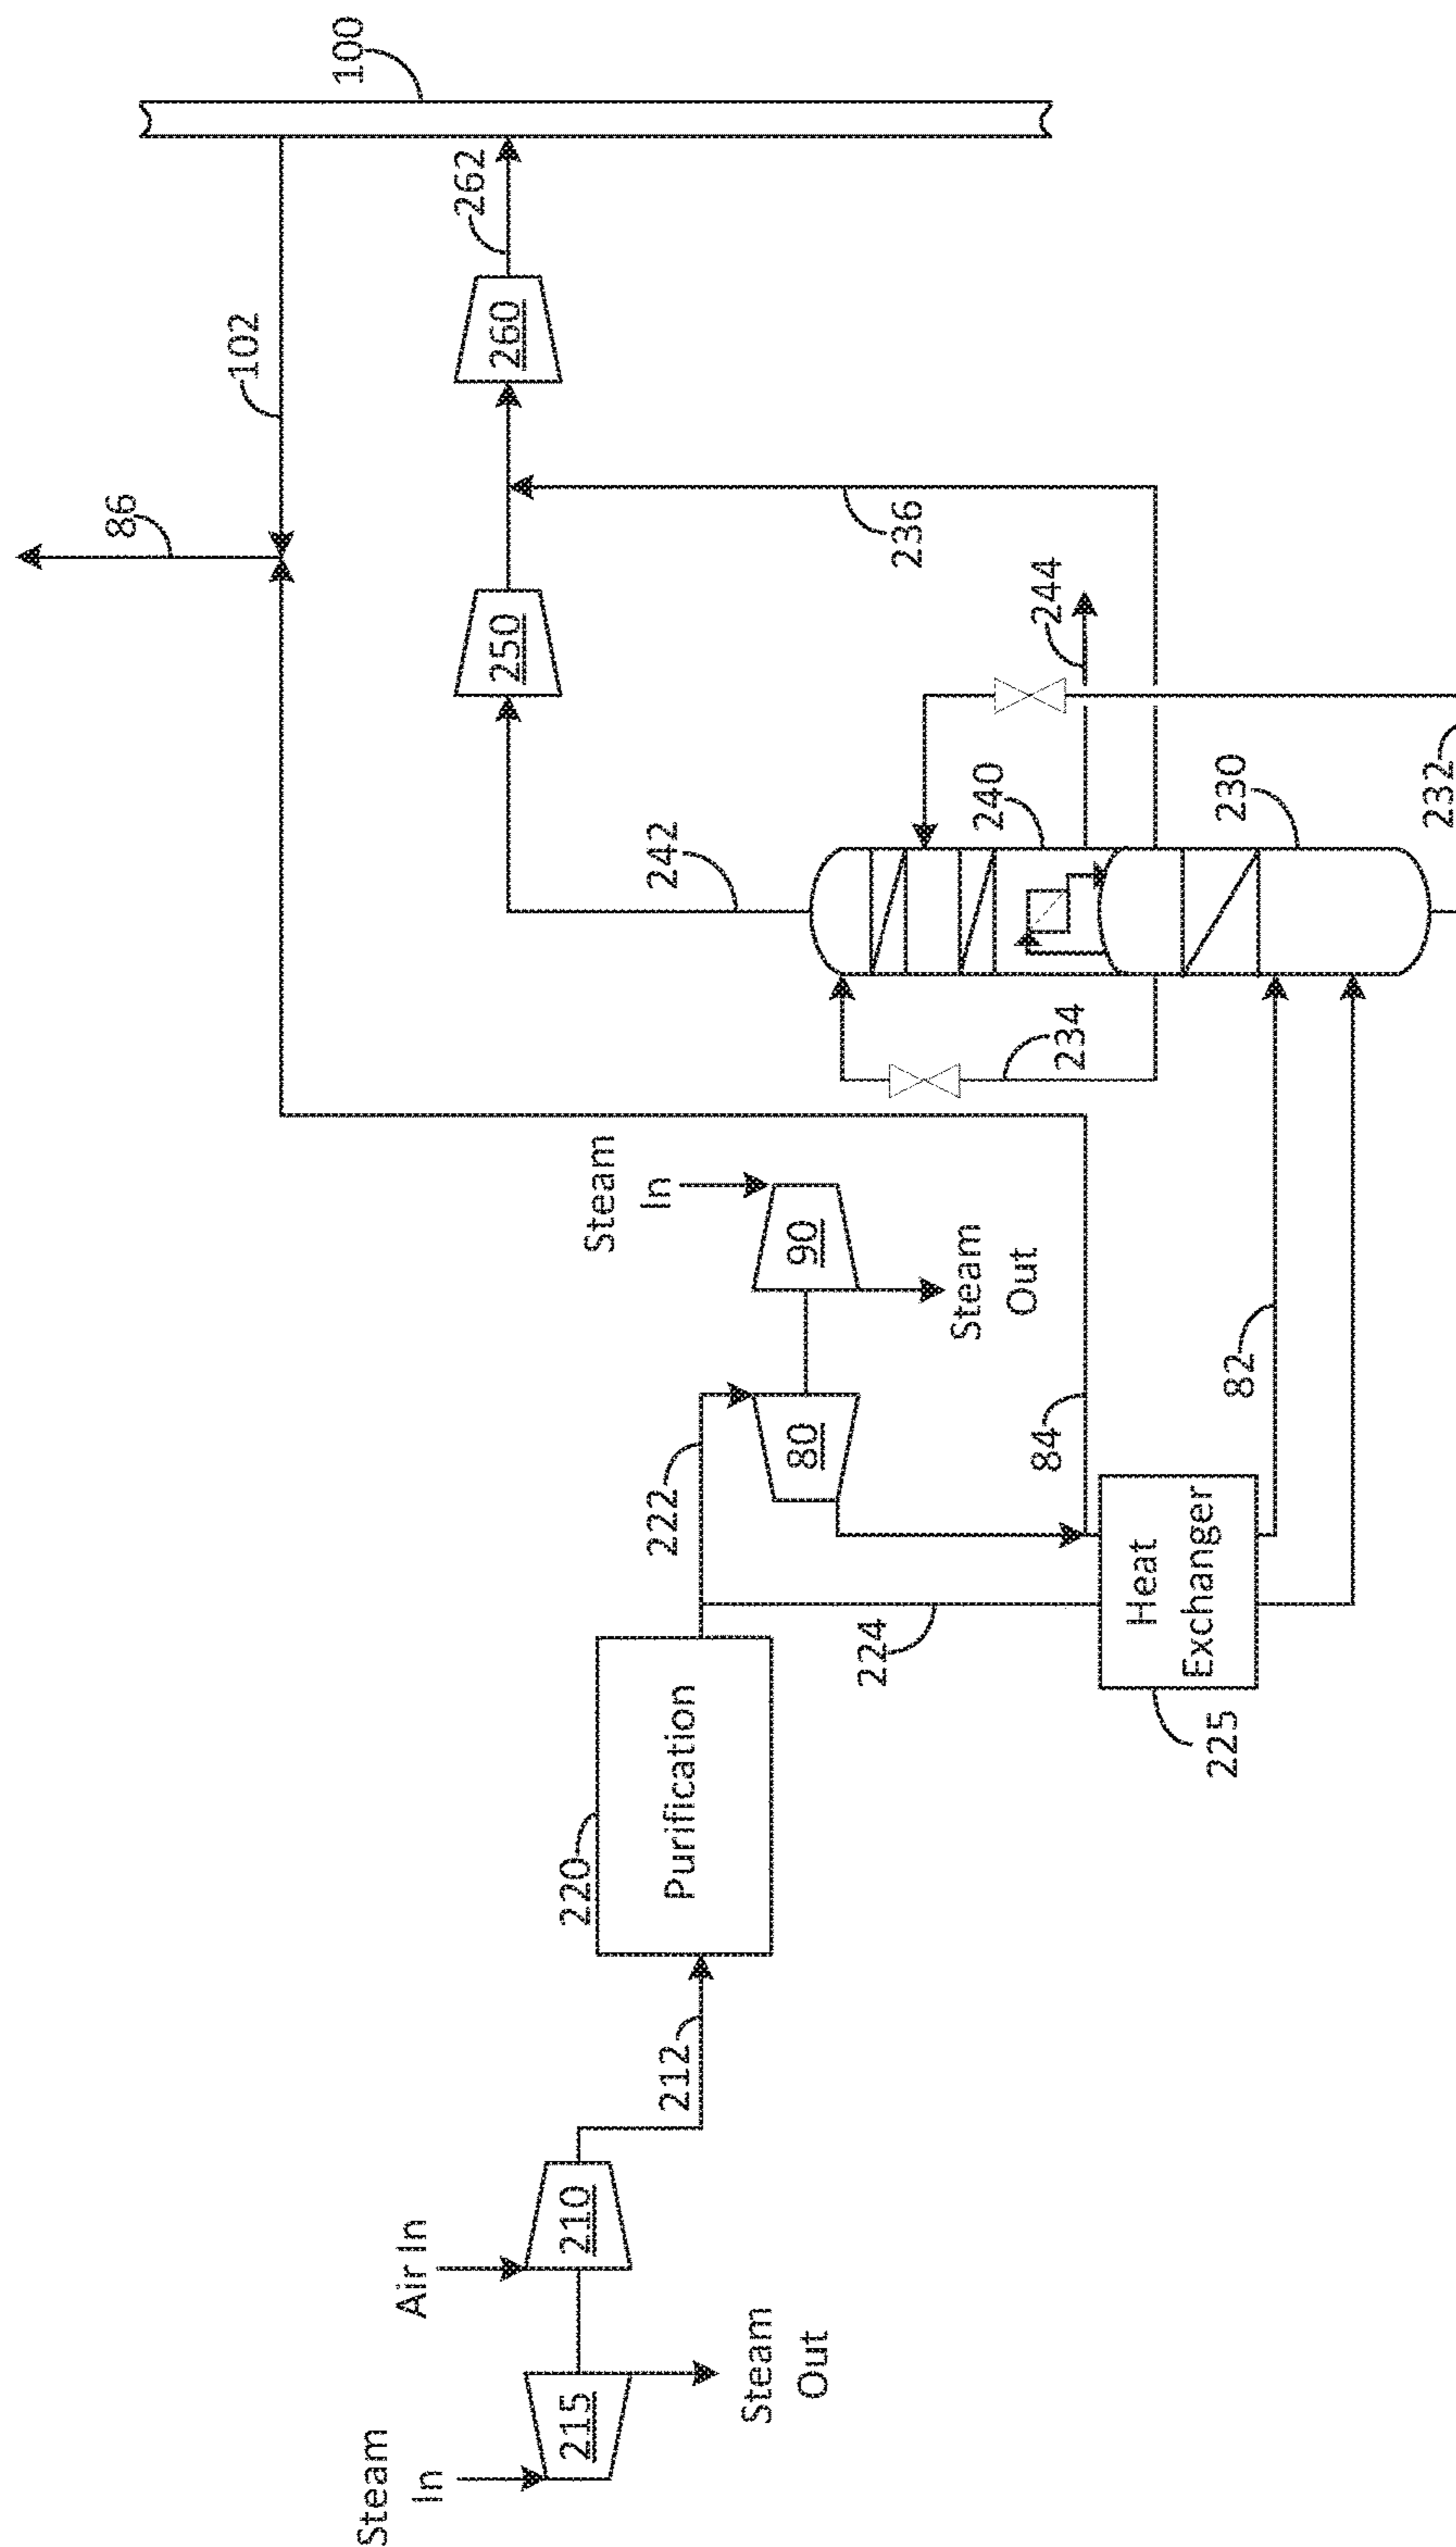 Steam
In
215
Steam
Out
Air In
210
212
220
Purification
222
224
225
Heat
Exchanger
80
90
Steam
In
Steam
Out
84
82
86
102
100
234
242
240
230
232
244
236
250
260
262